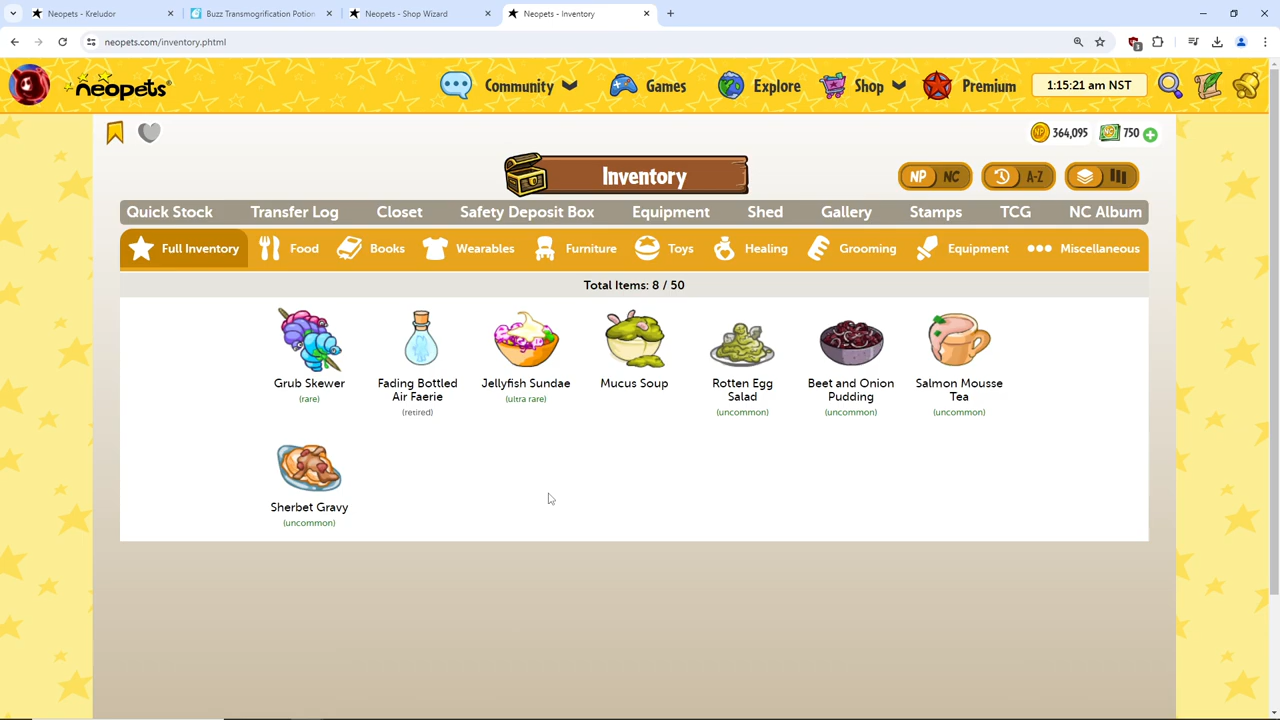 Neopets - Kreludor
Buzz Transmogrification Potion
Neopets - Shop Wizard
Neopets - Inventory
neopets.com/inventory.phtml
3
neopets
Community
Games
Explore
Shop
Premium
1:15:21 am NST
NP 364,095
NC 750
Inventory
NP NC
A-Z
Quick Stock
Transfer Log
Closet
Safety Deposit Box
Equipment
Shed
Gallery
Stamps
TCG
NC Album
Full Inventory
Food
Books
Wearables
Furniture
Toys
Healing
Grooming
Equipment
Miscellaneous
Total Items: 8 / 50
Grub Skewer
(rare)
Fading Bottled
Air Faerie
(retired)
Jellyfish Sundae
(ultra rare)
Mucus Soup
Rotten Egg
Salad
(uncommon)
Beet and Onion
Pudding
(uncommon)
Salmon Mousse
Tea
(uncommon)
Sherbet Gravy
(uncommon)